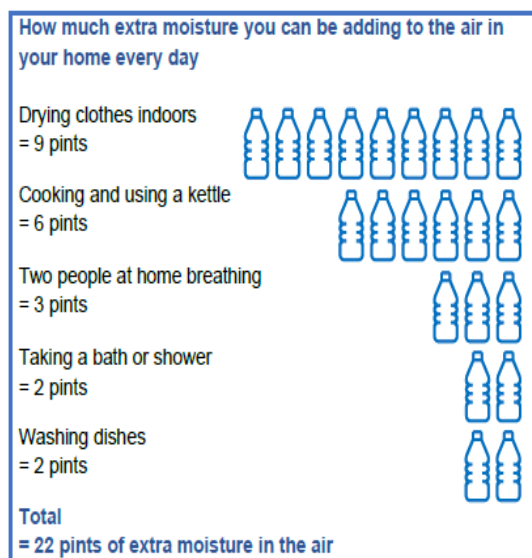 How much extra moisture you can be adding to the air in
your home every day
Drying clothes indoors
= 9 pints
Cooking and using a kettle
= 6 pints
Two people at home breathing
= 3 pints
Taking a bath or shower
= 2 pints
Washing dishes
= 2 pints
Total
= 22 pints of extra moisture in the air